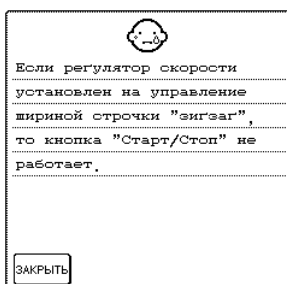 Если регулятор скорости
установлен на управление
шириной строчки "зигзаг",
то кнопка "Старт/Стоп" не
работает.
ЗАКРЫТЬ